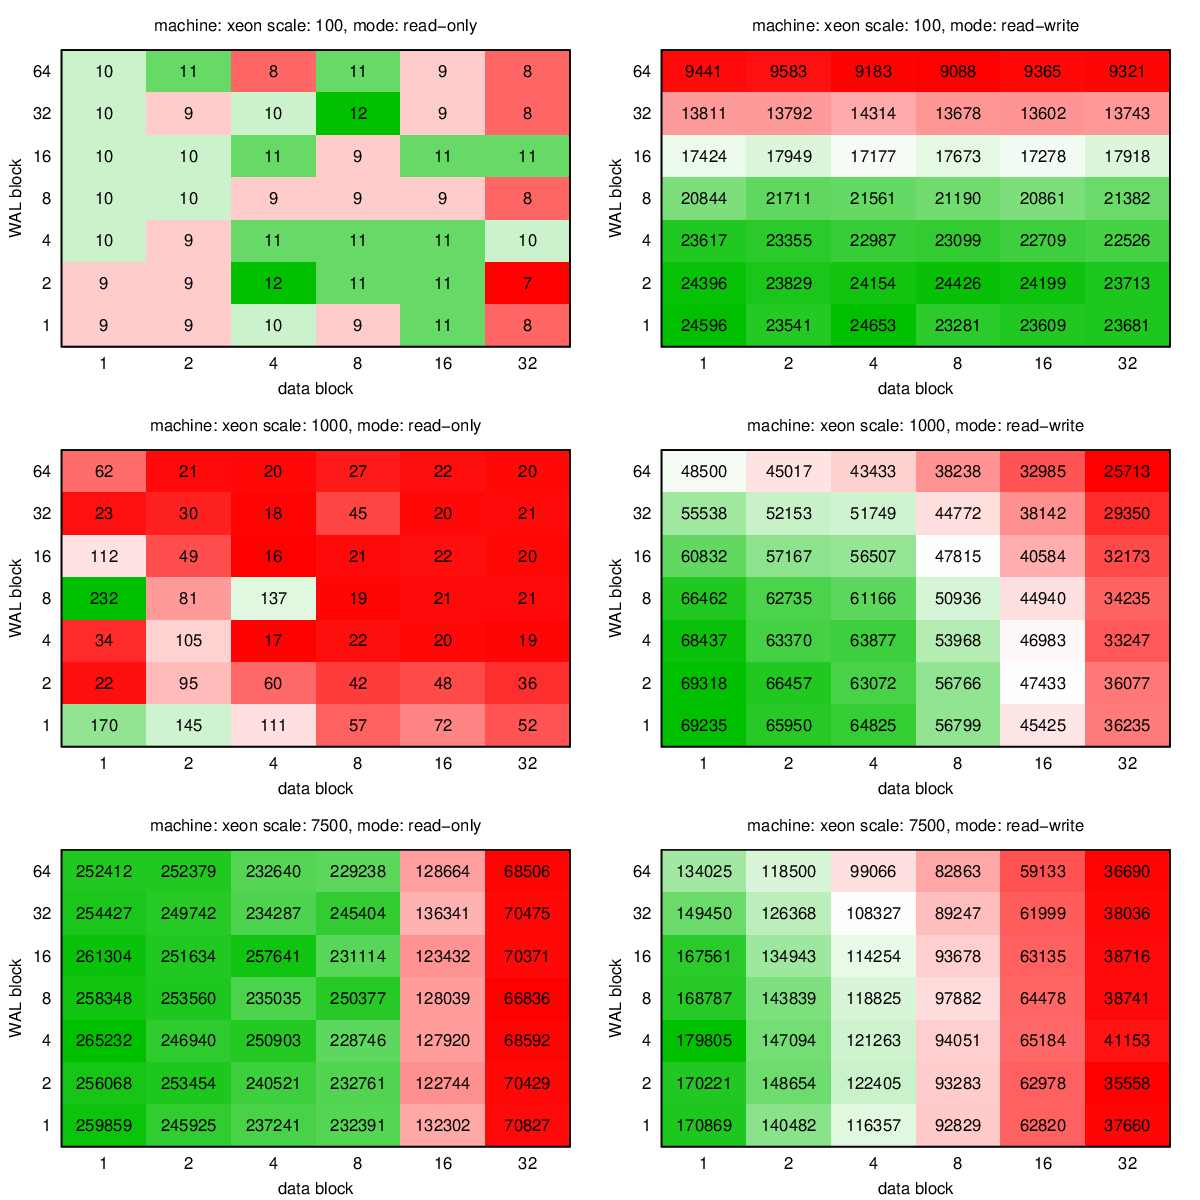 machine: xeon scale: 100, mode: read−only
64 10 11 8 11 9 8
32 10 9 10 12 9 8
16 10 10 11 9 11 11
8 10 10 9 9 9 8
4 10 9 11 11 11 10
2 9 9 12 11 11 7
1 9 9 10 9 11 8
1 2 4 8 16 32
WAL block
data block
machine: xeon scale: 100, mode: read−write
64 9441 9583 9183 9088 9365 9321
32 13811 13792 14314 13678 13602 13743
16 17424 17949 17177 17673 17278 17918
8 20844 21711 21561 21190 20861 21382
4 23617 23355 22987 23099 22709 22526
2 24396 23829 24154 24426 24199 23713
1 24596 23541 24653 23281 23609 23681
1 2 4 8 16 32
WAL block
data block
machine: xeon scale: 1000, mode: read−only
64 62 21 20 27 22 20
32 23 30 18 45 20 21
16 112 49 16 21 22 20
8 232 81 137 19 21 21
4 34 105 17 22 20 19
2 22 95 60 42 48 36
1 170 145 111 57 72 52
1 2 4 8 16 32
WAL block
data block
machine: xeon scale: 1000, mode: read−write
64 48500 45017 43433 38238 32985 25713
32 55538 52153 51749 44772 38142 29350
16 60832 57167 56507 47815 40584 32173
8 66462 62735 61166 50936 44940 34235
4 68437 63370 63877 53968 46983 33247
2 69318 66457 63072 56766 47433 36077
1 69235 65950 64825 56799 45425 36235
1 2 4 8 16 32
WAL block
data block
machine: xeon scale: 7500, mode: read−only
64 252412 252379 232640 229238 128664 68506
32 254427 249742 234287 245404 136341 70475
16 261304 251634 257641 231114 123432 70371
8 258348 253560 235035 250377 128039 66836
4 265232 246940 250903 228746 127920 68592
2 256068 253454 240521 232761 122744 70429
1 259859 245925 237241 232391 132302 70827
1 2 4 8 16 32
WAL block
data block
machine: xeon scale: 7500, mode: read−write
64 134025 118500 99066 82863 59133 36690
32 149450 126368 108327 89247 61999 38036
16 167561 134943 114254 93678 63135 38716
8 168787 143839 118825 97882 64478 38741
4 179805 147094 121263 94051 65184 41153
2 170221 148654 122405 93283 62978 35558
1 170869 140482 116357 92829 62820 37660
1 2 4 8 16 32
WAL block
data block